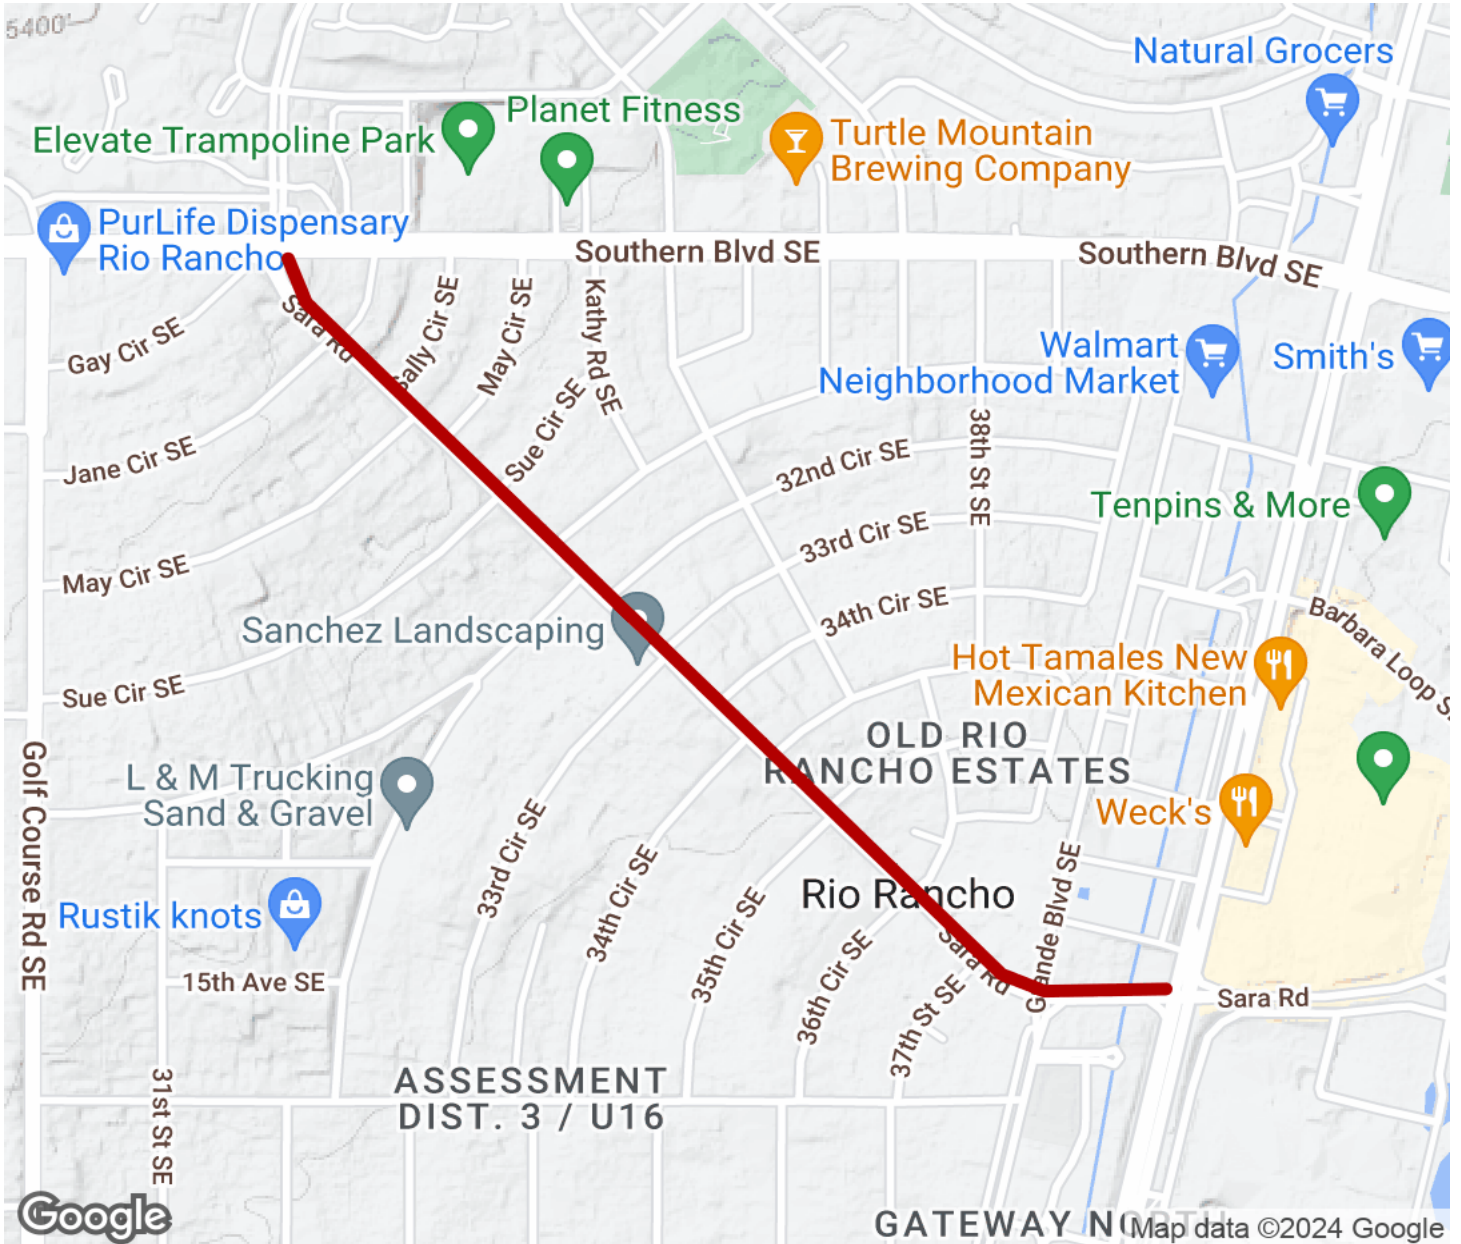 5400'
Natural Grocers
Planet Fitness
Elevate Trampoline Park
Turtle Mountain
Brewing Company
PurLife Dispensary
Rio Rancho
Southern Blvd SE
Southern Blvd SE
Sara Rd
Gay Cir SE
Sally Cir SE
May Cir SE
Kathy Rd SE
Walmart
Neighborhood Market
Smith's
Jane Cir SE
Sue Cir SE
32nd Cir SE
38th St SE
Tenpins & More
33rd Cir SE
May Cir SE
34th Cir SE
Barbara Loop S
Sanchez Landscaping
Hot Tamales New
Mexican Kitchen
Sue Cir SE
OLD RIO
RANCHO ESTATES
Golf Course Rd SE
L & M Trucking
Sand & Gravel
Weck's
33rd Cir SE
34th Cir SE
35th Cir SE
Rio Rancho
Grande Blvd SE
Rustik knots
Sara Rd
36th Cir SE
37th St SE
15th Ave SE
Sara Rd
ASSESSMENT
DIST. 3 / U16
31st St SE
Google
GATEWAY NORTH
Map data ©2024 Google